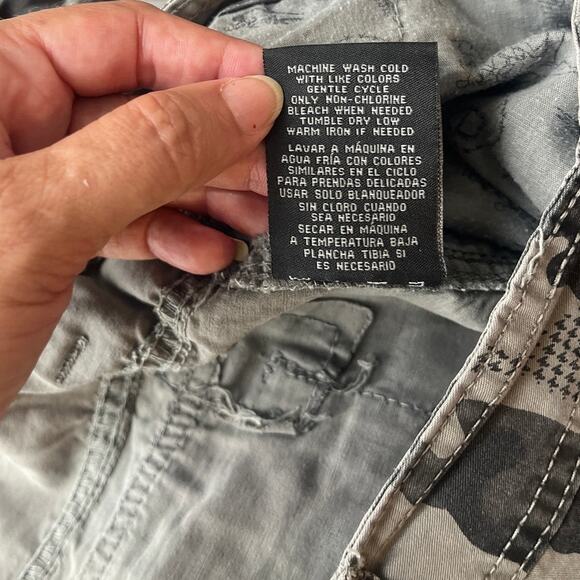 MACHINE WASH COLD
WITH LIKE COLORS
GENTLE CYCLE
ONLY NON-CHLORINE
BLEACH WHEN NEEDED
TUMBLE DRY LOW
WARM IRON IF NEEDED
LAVAR A MÁQUINA EN
AGUA FRÍA CON COLORES
SIMILARES EN EL CICLO
PARA PRENDAS DELICADAS
USAR SOLO BLANQUEADOR
SIN CLORO CUANDO
SEA NECESARIO
SECAR EN MÁQUINA
A TEMPERATURA BAJA
PLANCHA TIBIA SI
ES NECESARIO